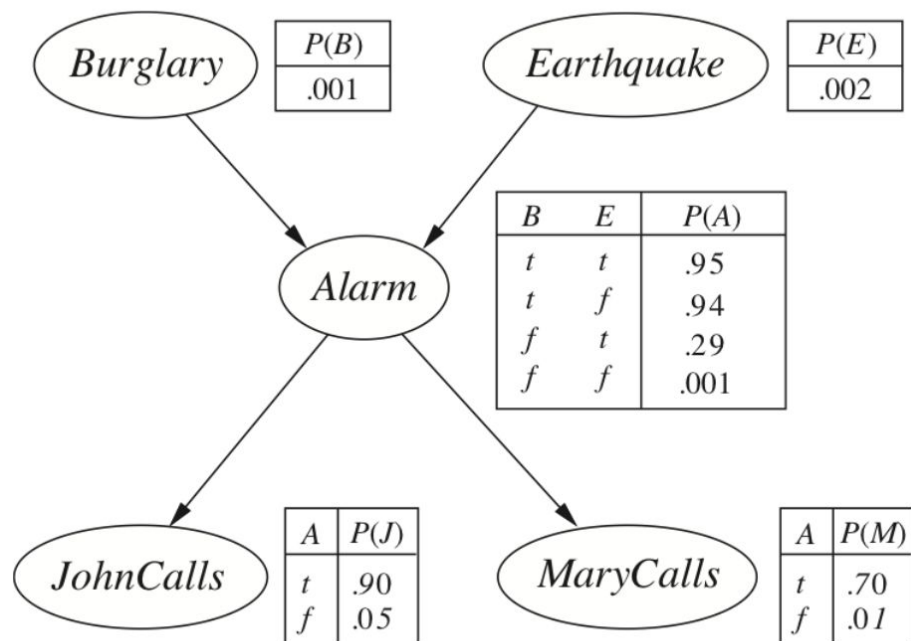 Burglary
P(B)
.001
Earthquake
P(E)
.002
B E P(A)
t t .95
t f .94
f t .29
f f .001
Alarm
JohnCalls
A P(J)
t .90
f .05
MaryCalls
A P(M)
t .70
f .01